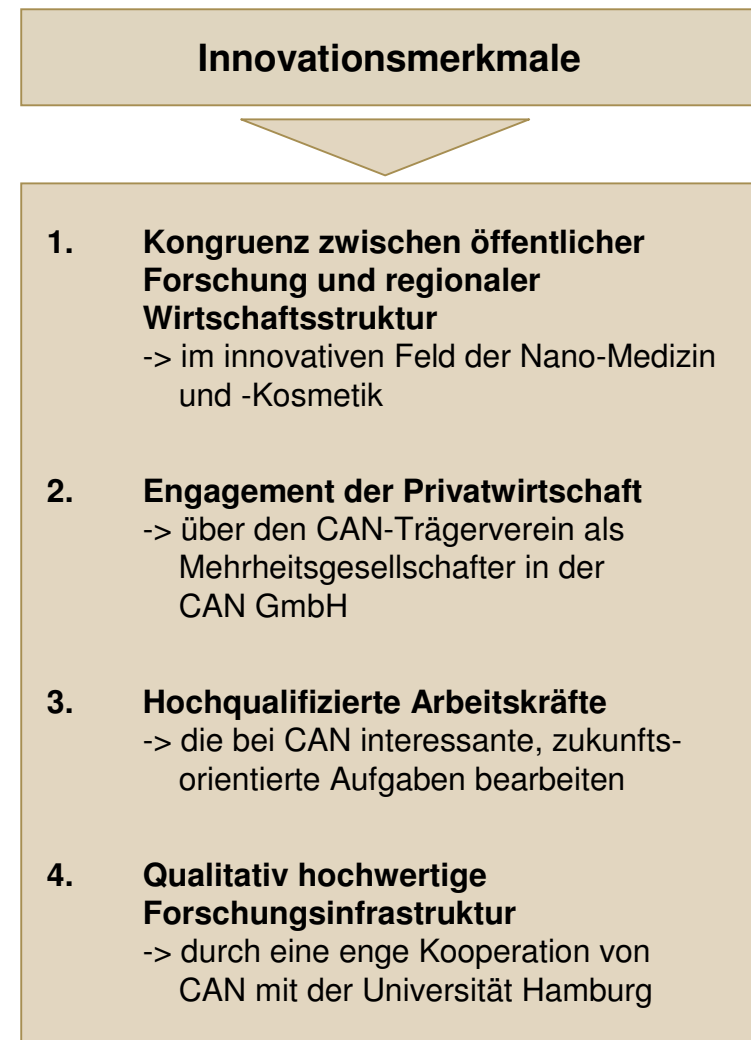 Innovationsmerkmale
1. Kongruenz zwischen öffentlicher
Forschung und regionaler
Wirtschaftsstruktur
-> im innovativen Feld der Nano-Medizin
und -Kosmetik
2. Engagement der Privatwirtschaft
-> über den CAN-Trägerverein als
Mehrheitsgesellschafter in der
CAN GmbH
3. Hochqualifizierte Arbeitskräfte
-> die bei CAN interessante, zukunfts-
orientierte Aufgaben bearbeiten
4. Qualitativ hochwertige
Forschungsinfrastruktur
-> durch eine enge Kooperation von
CAN mit der Universität Hamburg